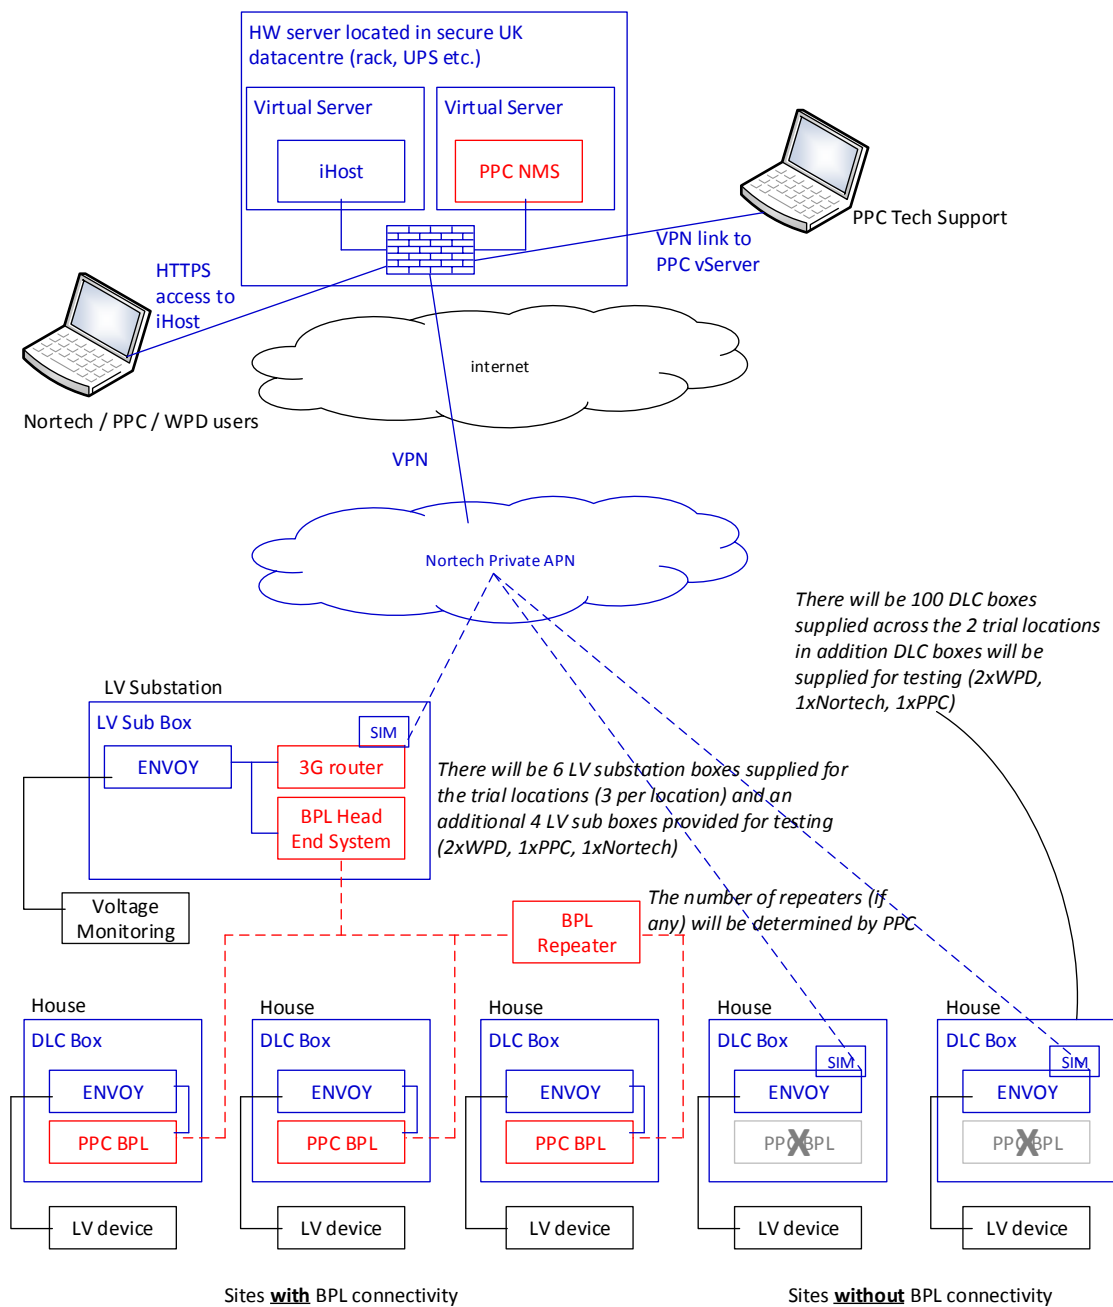 HW server located in secure UK
datacentre (rack, UPS etc.)
Virtual Server
Virtual Server
iHost
PPC NMS
PPC Tech Support
VPN link to
PPC vServer
HTTPS
access to
iHost
internet
Nortech / PPC / WPD users
VPN
Nortech Private APN
There will be 100 DLC boxes
supplied across the 2 trial locations
in addition DLC boxes will be
supplied for testing (2xWPD,
1xNortech, 1xPPC)
LV Substation
LV Sub Box
SIM
ENVOY
3G router
BPL Head
End System
There will be 6 LV substation boxes supplied for
the trial locations (3 per location) and an
additional 4 LV sub boxes provided for testing
(2xWPD, 1xPPC, 1xNortech)
Voltage
Monitoring
The number of repeaters (if
any) will be determined by PPC
BPL
Repeater
House
House
House
House
House
DLC Box
DLC Box
DLC Box
DLC Box
DLC Box
SIM
SIM
ENVOY
ENVOY
ENVOY
ENVOY
ENVOY
PPC BPL
PPC BPL
PPC BPL
PPC BPL
X
PPC BPL
X
LV device
LV device
LV device
LV device
LV device
Sites with BPL connectivity
Sites without BPL connectivity